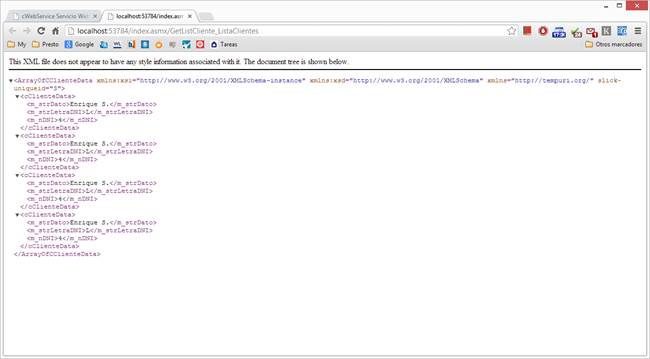 cWebService Servicio Web
localhost:53784/index.asmx
localhost:53784/index.asmx/GetListCliente_ListaClientes
My
Presto
Google
Tareas
Otros marcadores
This XML file does not appear to have any style information associated with it. The document tree is shown below.
▼<ArrayOfCClienteData xmlns:xsi="http://www.w3.org/2001/XMLSchema-instance" xmlns:xsd="http://www.w3.org/2001/XMLSchema" xmlns="http://tempuri.org/" slick-
uniqueid="3">
▼<cClienteData>
<m_strDato>Enrique S.</m_strDato>
<m_strLetraDNI>L</m_strLetraDNI>
<m_nDNI>4</m_nDNI>
</cClienteData>
▼<cClienteData>
<m_strDato>Enrique S.</m_strDato>
<m_strLetraDNI>L</m_strLetraDNI>
<m_nDNI>4</m_nDNI>
</cClienteData>
▼<cClienteData>
<m_strDato>Enrique S.</m_strDato>
<m_strLetraDNI>L</m_strLetraDNI>
<m_nDNI>4</m_nDNI>
</cClienteData>
▼<cClienteData>
<m_strDato>Enrique S.</m_strDato>
<m_strLetraDNI>L</m_strLetraDNI>
<m_nDNI>4</m_nDNI>
</cClienteData>
</ArrayOfCClienteData>